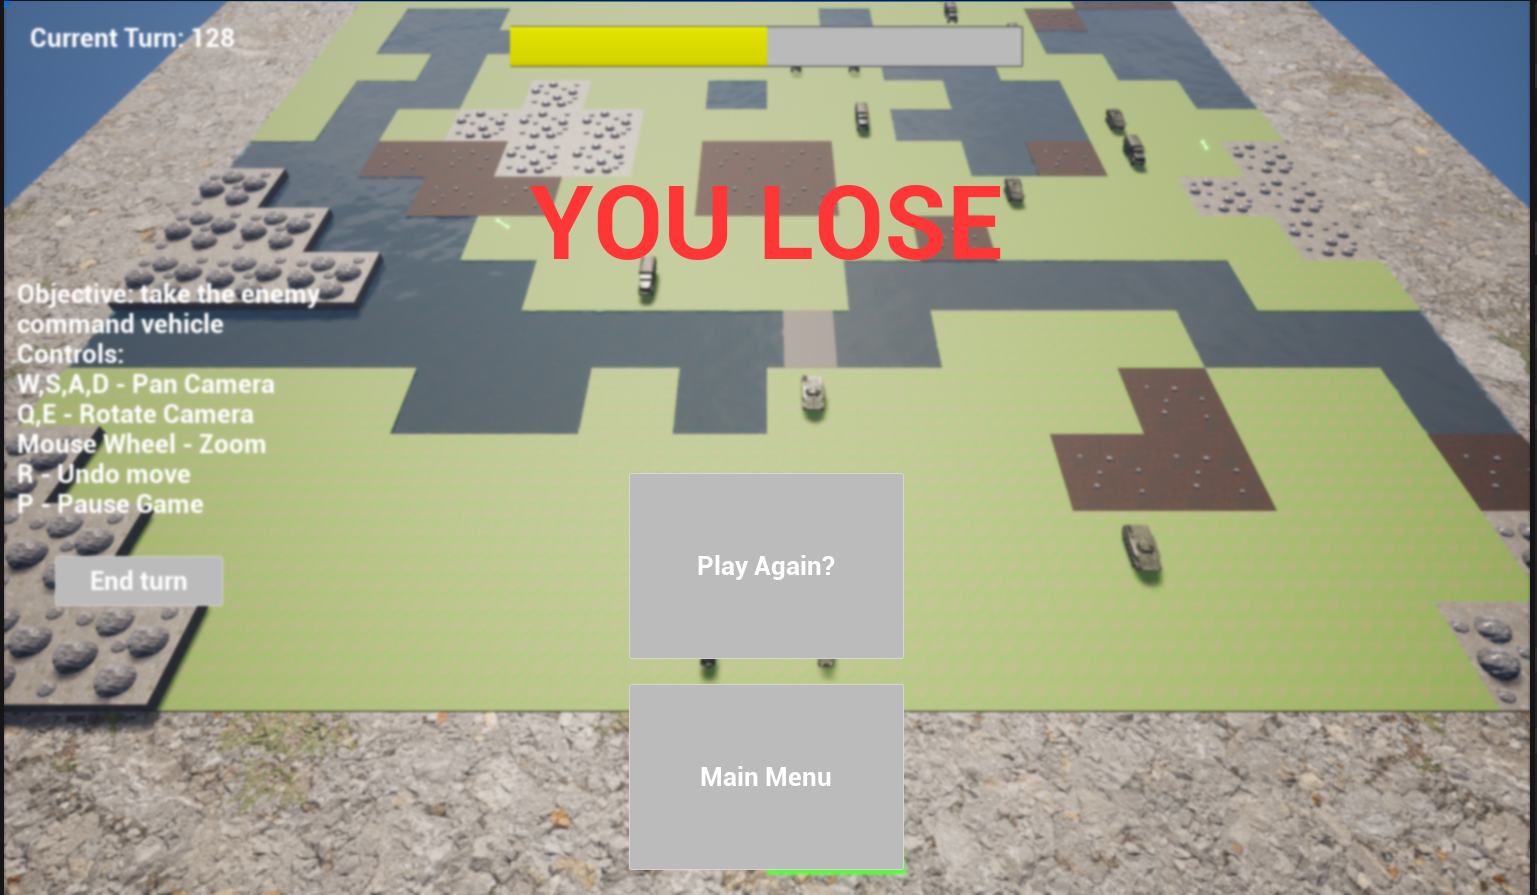 Current Turn: 128
YOU LOSE
Objective: take the enemy
command vehicle
Controls:
W,S,A,D - Pan Camera
Q,E - Rotate Camera
Mouse Wheel - Zoom
R - Undo move
P - Pause Game
End turn
Play Again?
Main Menu